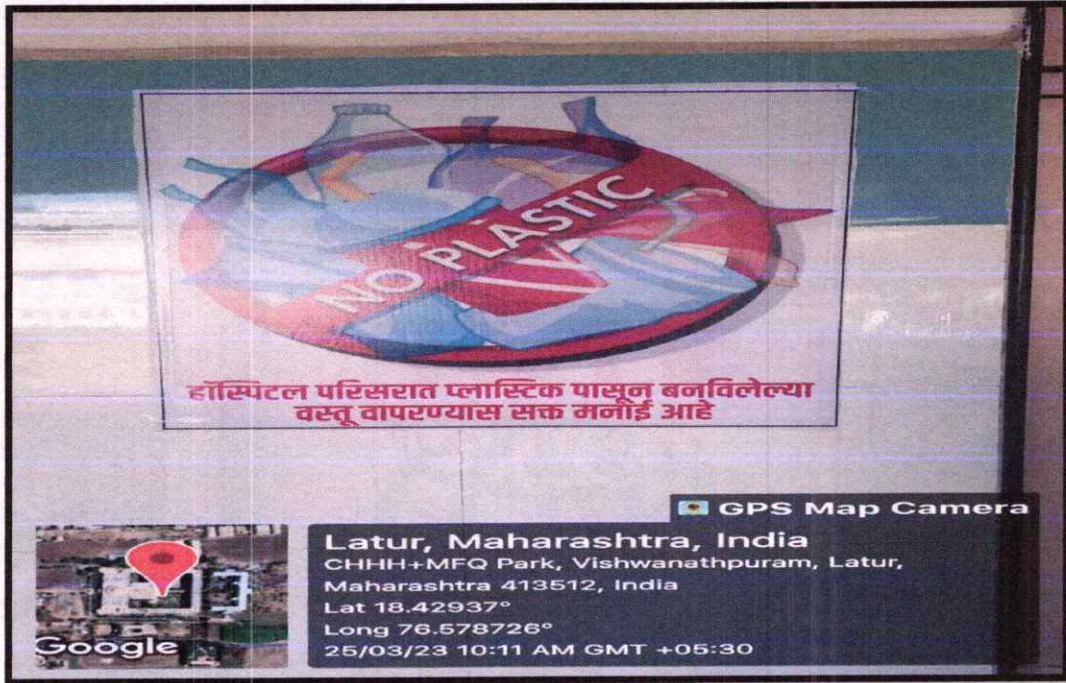 NO PLASTIC
हॉस्पिटल परिसरात प्लास्टिक पासून बनविलेल्या
वस्तू वापरण्यास सक्त मनाई आहे
GPS Map Camera
Latur, Maharashtra, India
CHHH+MFQ Park, Vishwanathpuram, Latur,
Maharashtra 413512, India
Lat 18.42937°
Long 76.578726°
25/03/23 10:11 AM GMT +05:30
Google